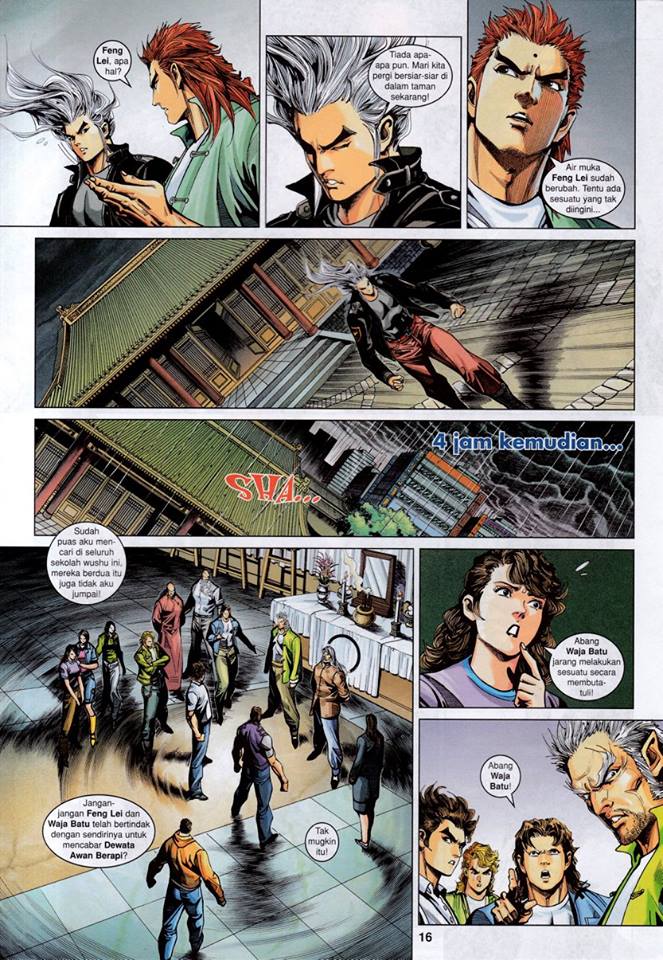 Feng
Lei, apa
hal?
Tiada apa-
apa pun. Mari kita
pergi bersiar-siar di
dalam taman
sekarang!
Air muka
Feng Lei sudah
berubah. Tentu ada
sesuatu yang tak
diingini...
4 jam kemudian...
SHA...
Sudah
puas aku men-
cari di seluruh
sekolah wushu ini,
mereka berdua itu
juga tidak aku
jumpai!
Abang
Waja Batu
jarang melakukan
sesuatu secara
membuta-
tuli!
Jangan-
jangan Feng Lei dan
Waja Batu telah bertindak
dengan sendirinya untuk
mencabar Dewata
Awan Berapi?
Tak
mugkin
itu!
Abang
Waja
Batu!
16